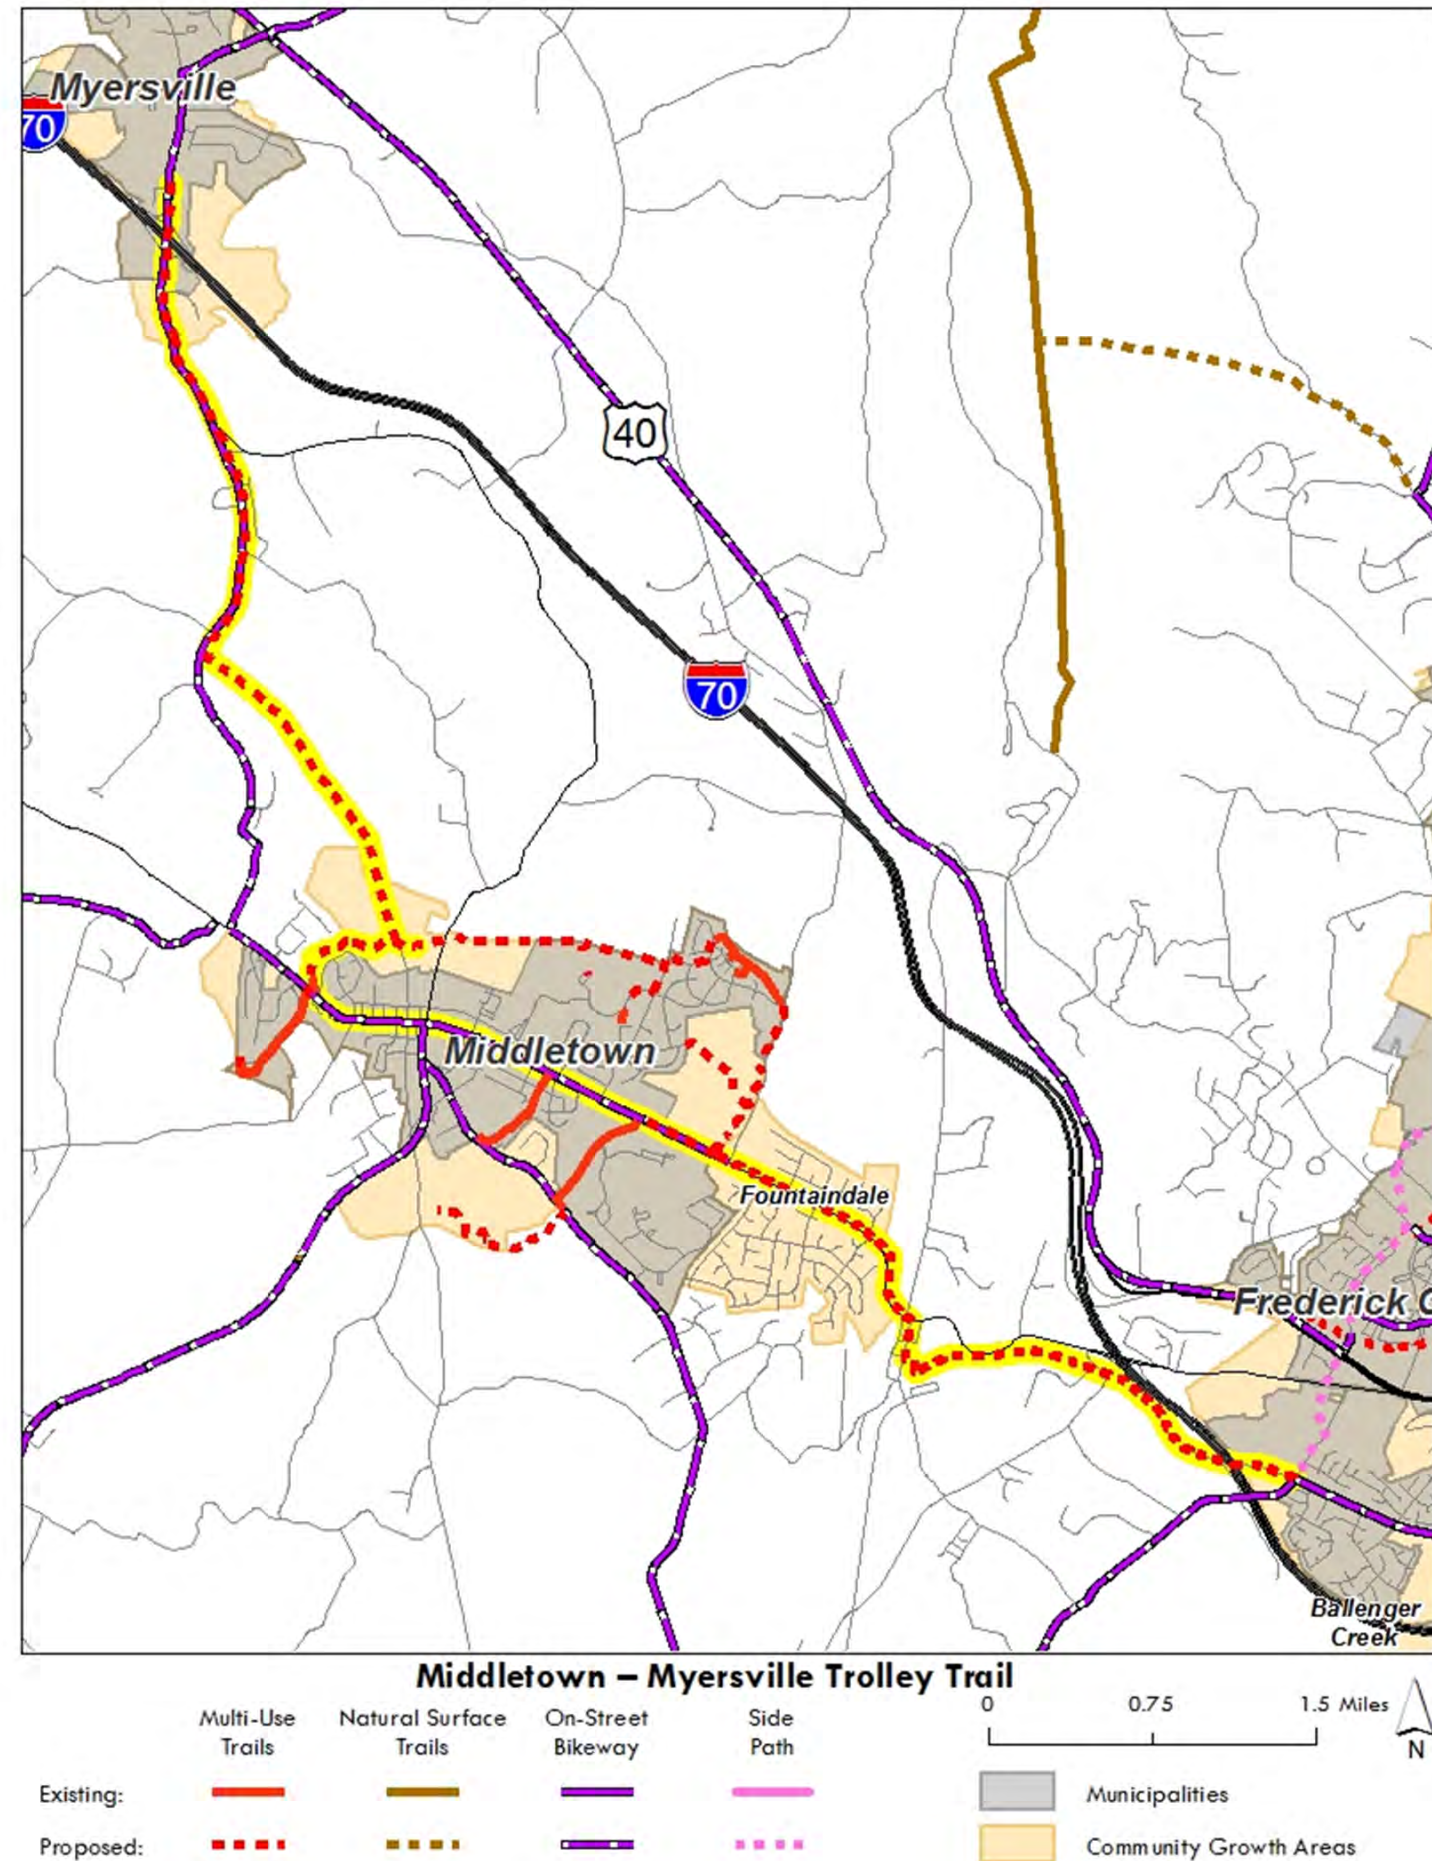 Myersville
70
40
70
Middletown
Fountaindale
Frederick
Ballenger
Creek
Middletown – Myersville Trolley Trail
0 0.75 1.5 Miles
N
Multi-Use Natural Surface On-Street Side
Trails Trails Bikeway Path
Existing:
Proposed:
Municipalities
Community Growth Areas